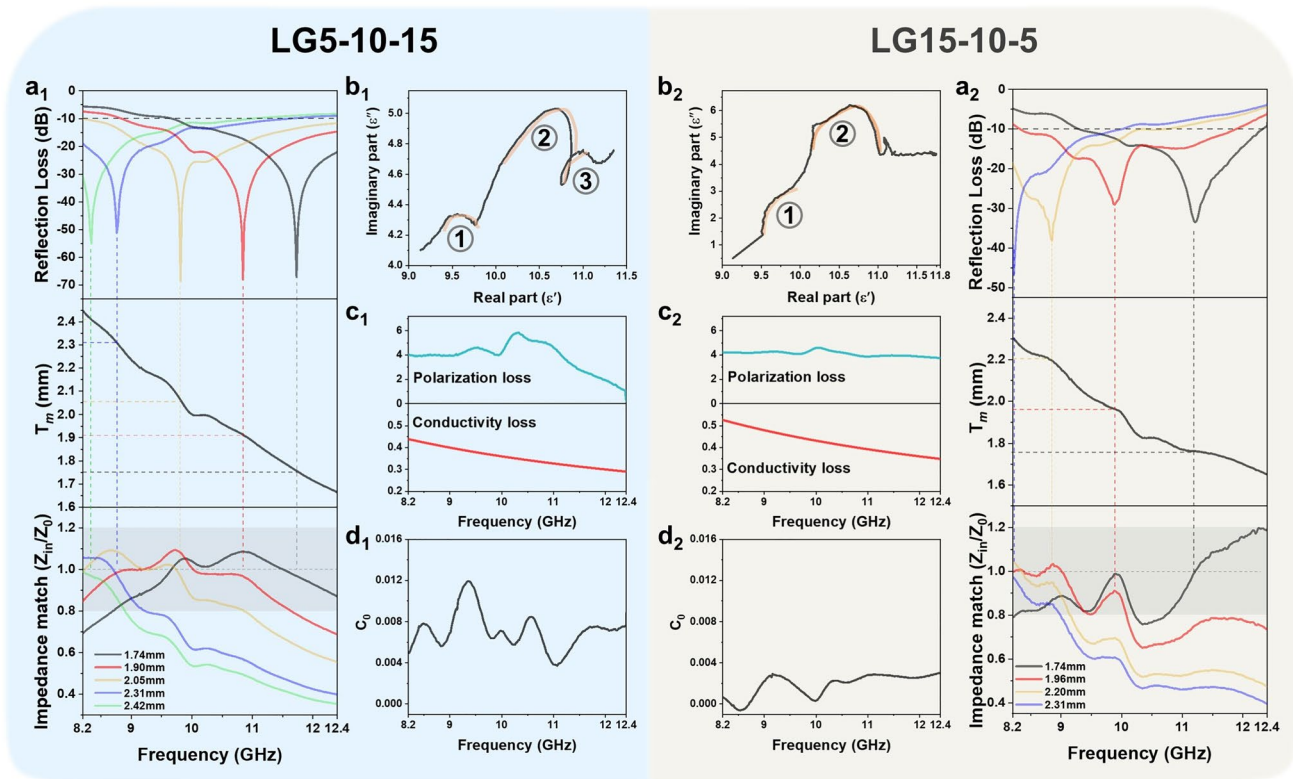 LG5-10-15
LG15-10-5
a1
Reflection Loss (dB)
0
-10
-20
-30
-40
-50
-60
-70
Tm (mm)
2.4
2.3
2.2
2.1
2.0
1.9
1.8
1.7
1.6
Impedance match (Zin/Z0)
1.2
1.0
0.8
0.6
0.4
1.74mm
1.90mm
2.05mm
2.31mm
2.42mm
8.2 9 10 11 12 12.4
Frequency (GHz)
b1
Imaginary part (ε″)
5.0
4.8
4.6
4.4
4.2
4.0
1
2
3
9.0 9.5 10.0 10.5 11.0 11.5
Real part (ε′)
c1
6
4
2
0
Polarization loss
Conductivity loss
0.5
0.4
0.3
0.2
8.2 9 10 11 12 12.4
Frequency (GHz)
d1
C0
0.016
0.012
0.008
0.004
0.000
8.2 9 10 11 12.4
Frequency (GHz)
b2
Imaginary part (ε″)
6
5
4
3
2
1
1
2
9.0 9.5 10.0 10.5 11.0 11.5 11.8
Real part (ε′)
c2
6
4
2
0
Polarization loss
0.5
0.4
0.3
0.2
Conductivity loss
8.2 9 10 11 12 12.4
Frequency (GHz)
d2
C0
0.016
0.012
0.008
0.004
0.000
8.2 9 10 11 12.4
Frequency (GHz)
a2
Reflection Loss (dB)
0
-10
-20
-30
-40
-50
Tm (mm)
2.4
2.2
2.0
1.8
1.6
Impedance match (Zin/Z0)
1.2
1.0
0.8
0.6
0.4
1.74mm
1.96mm
2.20mm
2.31mm
8.2 9 10 11 12.4
Frequency (GHz)